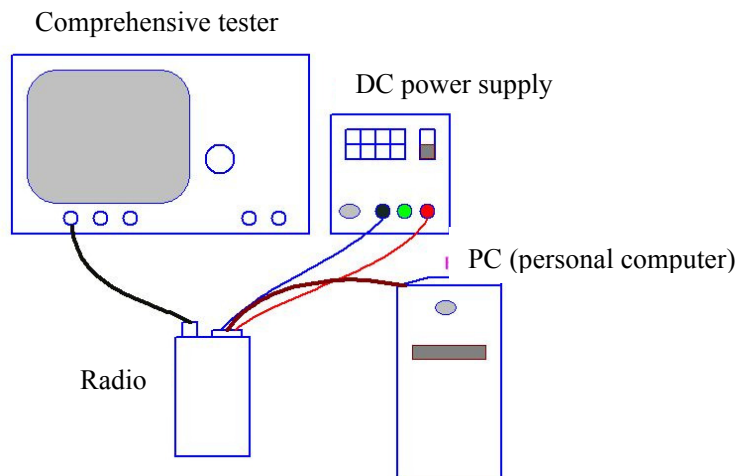 Comprehensive tester
DC power supply
PC (personal computer)
Radio